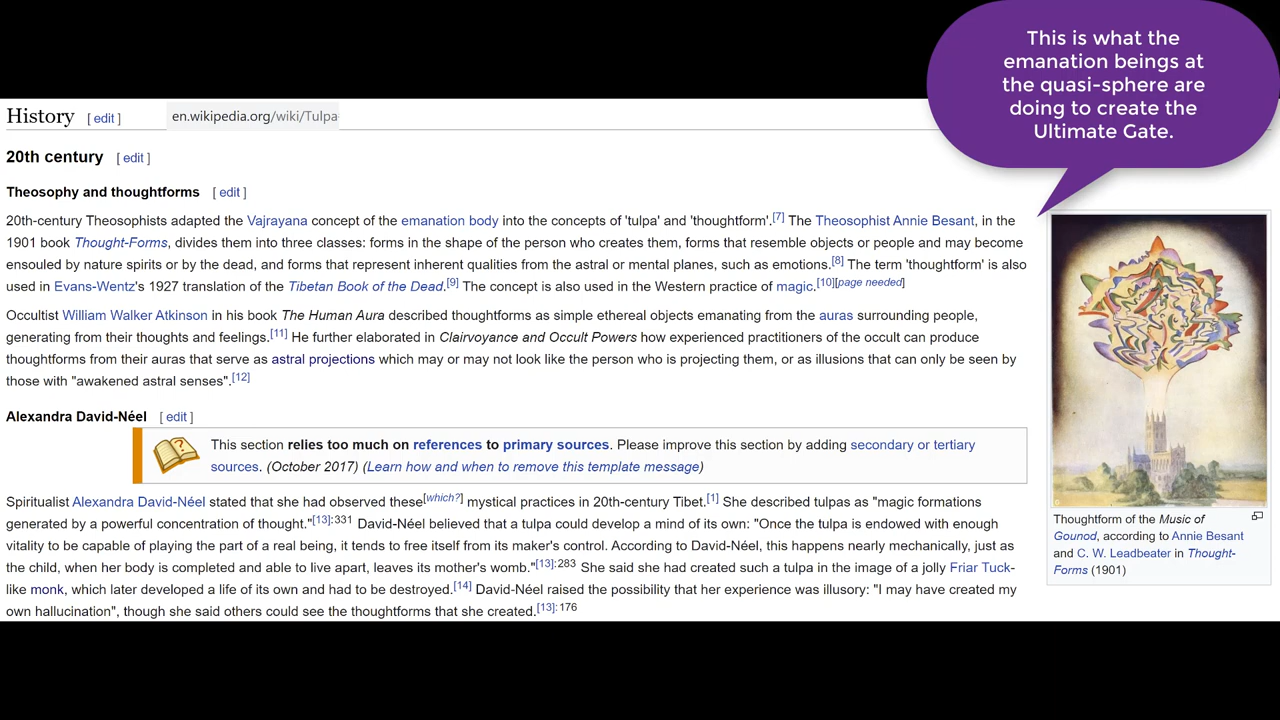 This is what the
emanation beings at
the quasi-sphere are
doing to create the
Ultimate Gate.
History [ edit ] en.wikipedia.org/wiki/Tulpa
20th century [ edit ]
Theosophy and thoughtforms [ edit ]
20th-century Theosophists adapted the Vajrayana concept of the emanation body into the concepts of 'tulpa' and 'thoughtform'.[7] The Theosophist Annie Besant, in the
1901 book Thought-Forms, divides them into three classes: forms in the shape of the person who creates them, forms that resemble objects or people and may become
ensouled by nature spirits or by the dead, and forms that represent inherent qualities from the astral or mental planes, such as emotions.[8] The term 'thoughtform' is also
used in Evans-Wentz's 1927 translation of the Tibetan Book of the Dead.[9] The concept is also used in the Western practice of magic.[10][page needed]
Occultist William Walker Atkinson in his book The Human Aura described thoughtforms as simple ethereal objects emanating from the auras surrounding people,
generating from their thoughts and feelings.[11] He further elaborated in Clairvoyance and Occult Powers how experienced practitioners of the occult can produce
thoughtforms from their auras that serve as astral projections which may or may not look like the person who is projecting them, or as illusions that can only be seen by
those with "awakened astral senses".[12]
Alexandra David-Néel [ edit ]
This section relies too much on references to primary sources. Please improve this section by adding secondary or tertiary
sources. (October 2017) (Learn how and when to remove this template message)
Spiritualist Alexandra David-Néel stated that she had observed these[which?] mystical practices in 20th-century Tibet.[1] She described tulpas as "magic formations
generated by a powerful concentration of thought."[13]:331 David-Néel believed that a tulpa could develop a mind of its own: "Once the tulpa is endowed with enough
vitality to be capable of playing the part of a real being, it tends to free itself from its maker's control. According to David-Néel, this happens nearly mechanically, just as
the child, when her body is completed and able to live apart, leaves its mother's womb."[13]:283 She said she had created such a tulpa in the image of a jolly Friar Tuck-
like monk, which later developed a life of its own and had to be destroyed.[14] David-Néel raised the possibility that her experience was illusory: "I may have created my
own hallucination", though she said others could see the thoughtforms that she created.[13]:176
Thoughtform of the Music of
Gounod, according to Annie Besant
and C. W. Leadbeater in Thought-
Forms (1901)